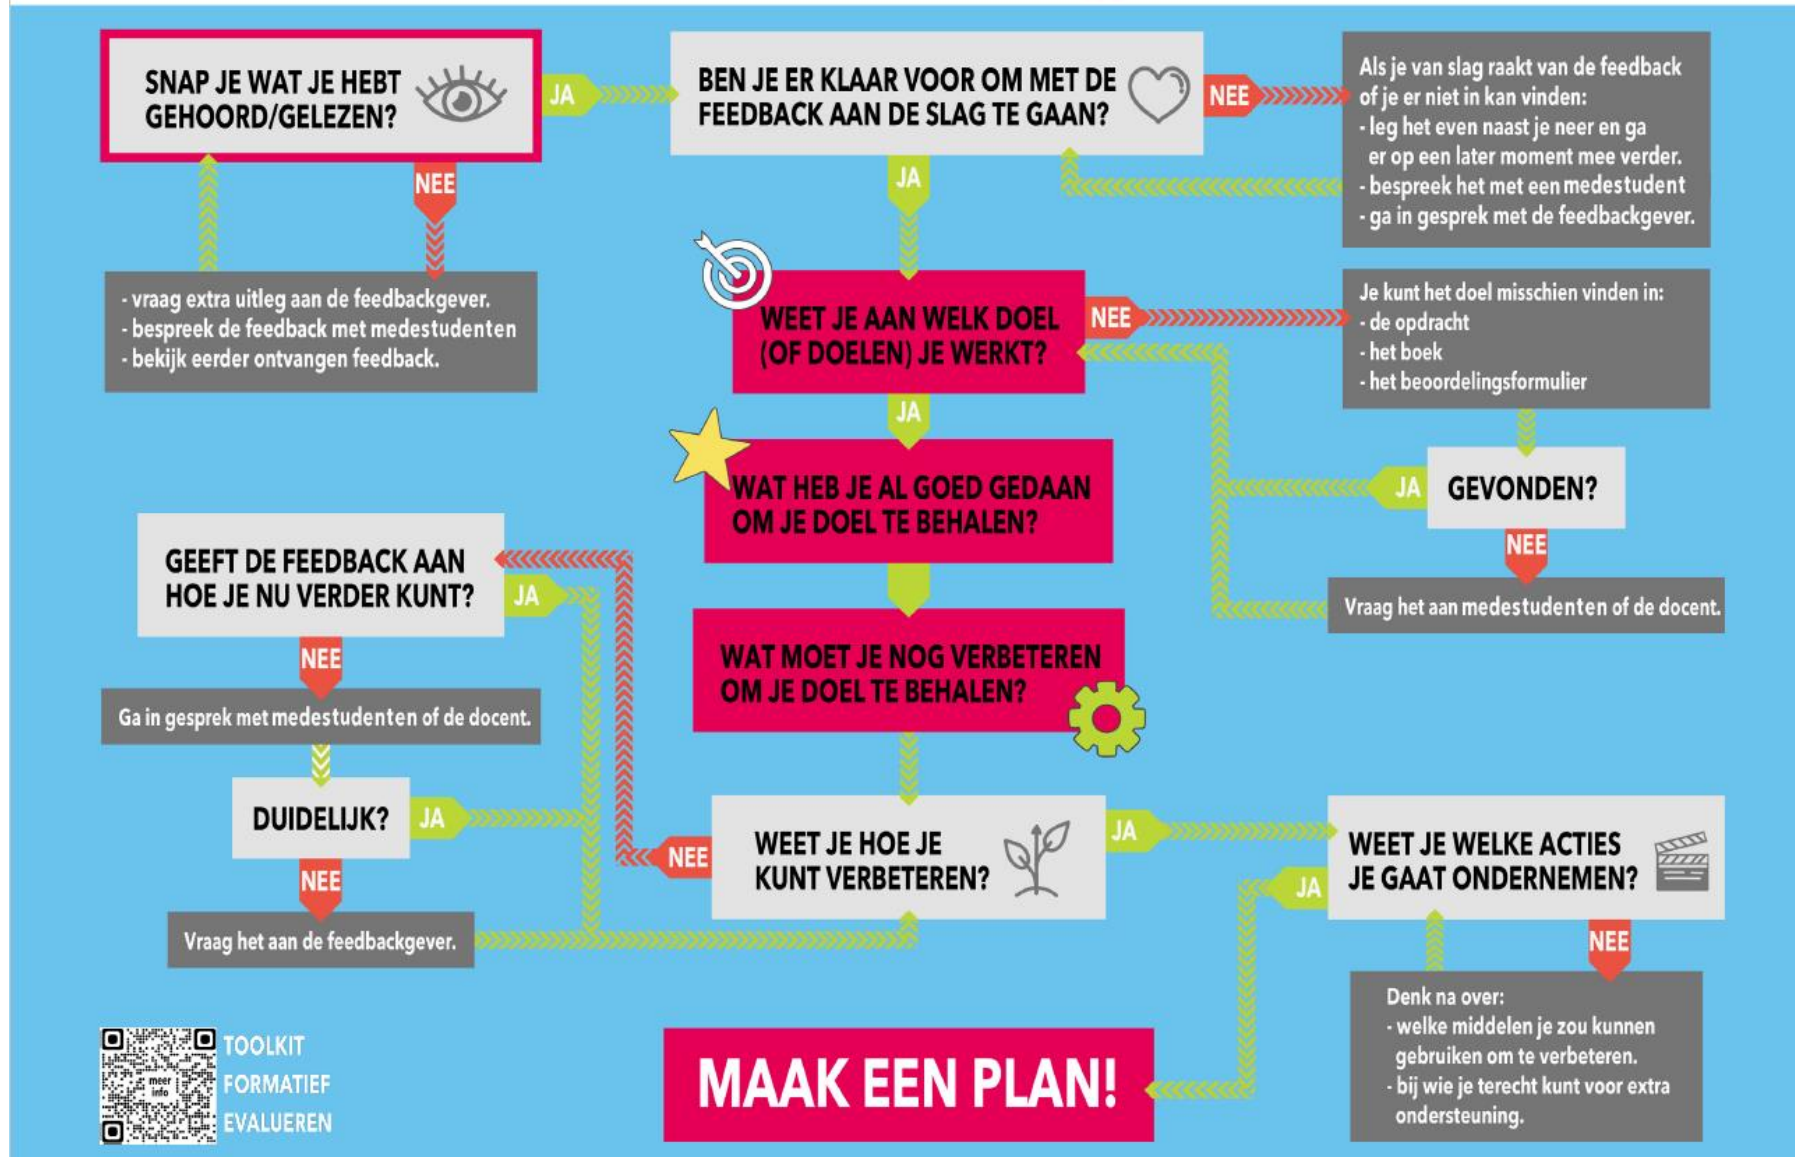 SNAP JE WAT JE HEBT
GEHOORD/GELEZEN?
JA
NEE
- vraag extra uitleg aan de feedbackgever.
- bespreek de feedback met medestudenten
- bekijk eerder ontvangen feedback.
BEN JE ER KLAAR VOOR OM MET DE
FEEDBACK AAN DE SLAG TE GAAN?
NEE
Als je van slag raakt van de feedback
of je er niet in kan vinden:
- leg het even naast je neer en ga
er op een later moment mee verder.
- bespreek het met een medestudent
- ga in gesprek met de feedbackgever.
JA
WEET JE AAN WELK DOEL
(OF DOELEN) JE WERKT?
NEE
Je kunt het doel misschien vinden in:
- de opdracht
- het boek
- het beoordelingsformulier
GEVONDEN?
JA
NEE
Vraag het aan medestudenten of de docent.
JA
WAT HEB JE AL GOED GEDAAN
OM JE DOEL TE BEHALEN?
WAT MOET JE NOG VERBETEREN
OM JE DOEL TE BEHALEN?
WEET JE HOE JE
KUNT VERBETEREN?
NEE
GEEFT DE FEEDBACK AAN
HOE JE NU VERDER KUNT?
JA
NEE
Ga in gesprek met medestudenten of de docent.
DUIDELIJK?
JA
NEE
Vraag het aan de feedbackgever.
JA
WEET JE WELKE ACTIES
JE GAAT ONDERNEMEN?
JA
NEE
Denk na over:
- welke middelen je zou kunnen
gebruiken om te verbeteren.
- bij wie je terecht kunt voor extra
ondersteuning.
MAAK EEN PLAN!
meer
info
TOOLKIT
FORMATIEF
EVALUEREN